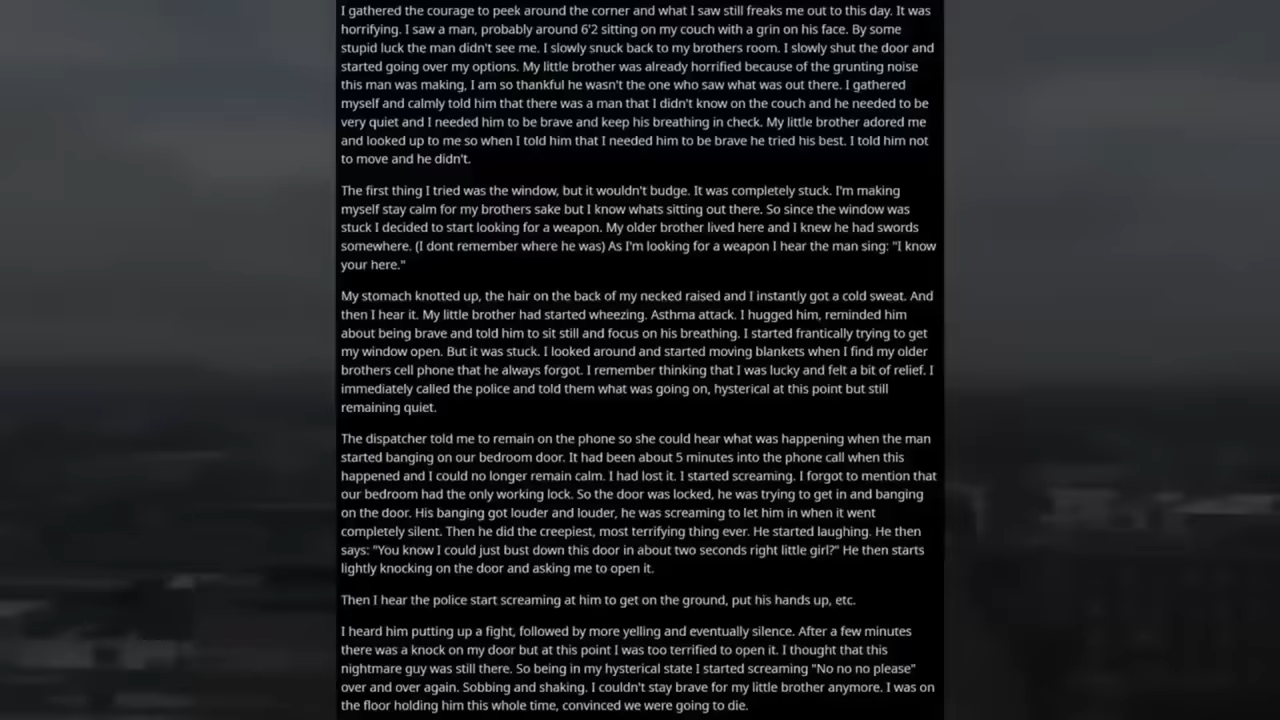 I gathered the courage to peek around the corner and what I saw still freaks me out to this day. It was
horrifying. I saw a man, probably around 6'2 sitting on my couch with a grin on his face. By some
stupid luck the man didn't see me. I slowly snuck back to my brothers room. I slowly shut the door and
started going over my options. My little brother was already horrified because of the grunting noise
this man was making, I am so thankful he wasn't the one who saw what was out there. I gathered
myself and calmly told him that there was a man that I didn't know on the couch and he needed to be
very quiet and I needed him to be brave and keep his breathing in check. My little brother adored me
and looked up to me so when I told him that I needed him to be brave he tried his best. I told him not
to move and he didn't.
The first thing I tried was the window, but it wouldn't budge. It was completely stuck. I'm making
myself stay calm for my brothers sake but I know whats sitting out there. So since the window was
stuck I decided to start looking for a weapon. My older brother lived here and I knew he had swords
somewhere. (I dont remember where he was) As I'm looking for a weapon I hear the man sing: "I know
your here."
My stomach knotted up, the hair on the back of my necked raised and I instantly got a cold sweat. And
then I hear it. My little brother had started wheezing. Asthma attack. I hugged him, reminded him
about being brave and told him to sit still and focus on his breathing. I started frantically trying to get
my window open. But it was stuck. I looked around and started moving blankets when I find my older
brothers cell phone that he always forgot. I remember thinking that I was lucky and felt a bit of relief. I
immediately called the police and told them what was going on, hysterical at this point but still
remaining quiet.
The dispatcher told me to remain on the phone so she could hear what was happening when the man
started banging on our bedroom door. It had been about 5 minutes into the phone call when this
happened and I could no longer remain calm. I had lost it. I started screaming. I forgot to mention that
our bedroom had the only working lock. So the door was locked, he was trying to get in and banging
on the door. His banging got louder and louder, he was screaming to let him in when it went
completely silent. Then he did the creepiest, most terrifying thing ever. He started laughing. He then
says: "You know I could just bust down this door in about two seconds right little girl?" He then starts
lightly knocking on the door and asking me to open it.
Then I hear the police start screaming at him to get on the ground, put his hands up, etc.
I heard him putting up a fight, followed by more yelling and eventually silence. After a few minutes
there was a knock on my door but at this point I was too terrified to open it. I thought that this
nightmare guy was still there. So being in my hysterical state I started screaming "No no no please"
over and over again. Sobbing and shaking. I couldn't stay brave for my little brother anymore. I was on
the floor holding him this whole time, convinced we were going to die.